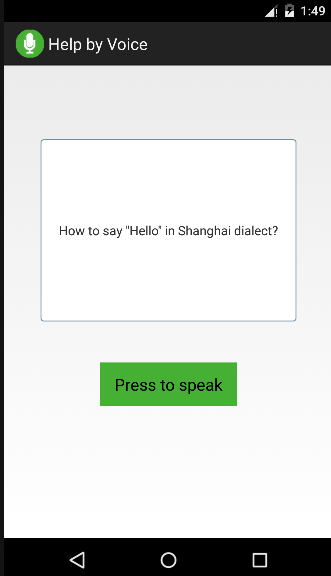 1:49
Help by Voice
How to say "Hello" in Shanghai dialect?
Press to speak